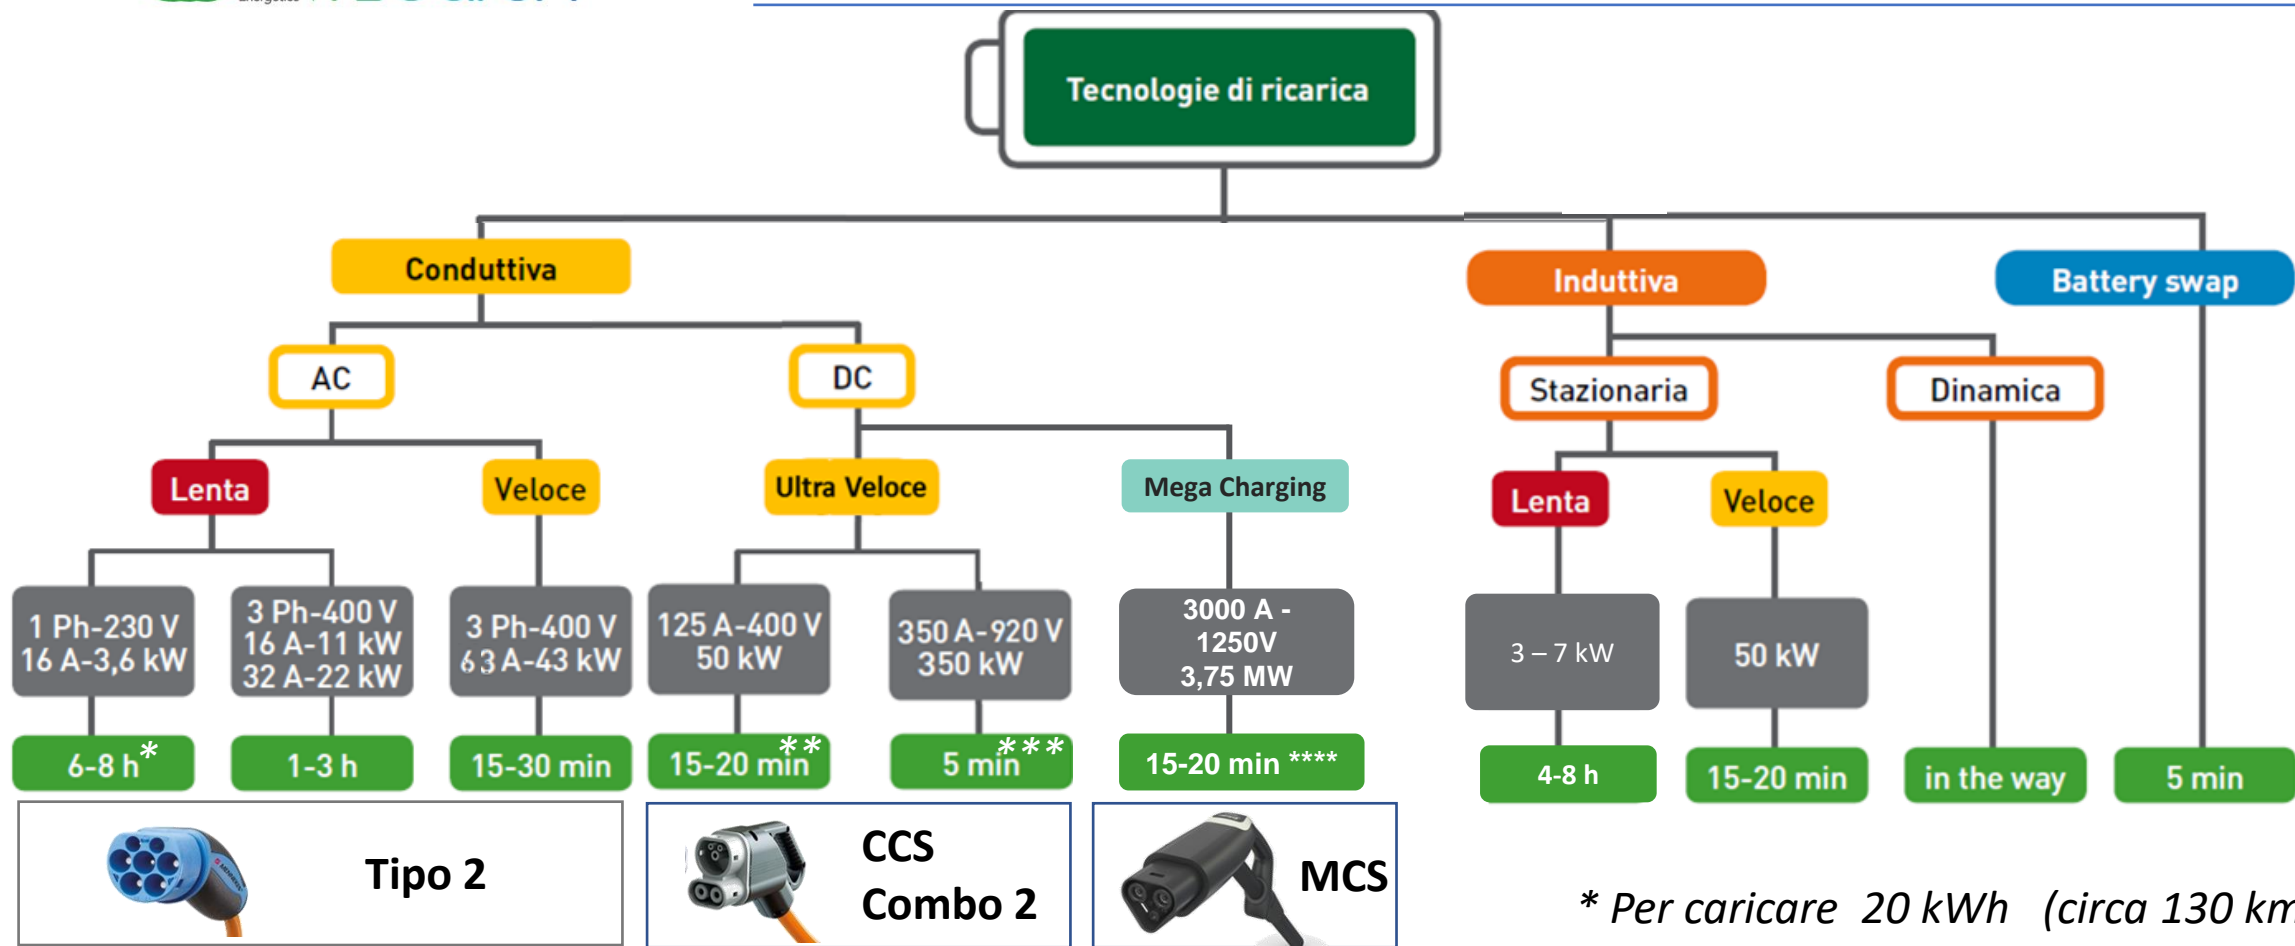 Energetico
Tecnologie di ricarica
Conduttiva
Induttiva
Battery swap
AC
DC
Stazionaria
Dinamica
Lenta
Veloce
Ultra Veloce
Mega Charging
Lenta
Veloce
1 Ph-230 V
16 A-3,6 kW
3 Ph-400 V
16 A-11 kW
32 A-22 kW
3 Ph-400 V
63 A-43 kW
125 A-400 V
50 kW
350 A-920 V
350 kW
3000 A -
1250V
3,75 MW
3 – 7 kW
50 kW
6-8 h*
1-3 h
15-30 min
15-20 min**
5 min***
15-20 min ****
4-8 h
15-20 min
in the way
5 min
Tipo 2
CCS
Combo 2
MCS
* Per caricare 20 kWh (circa 130 km